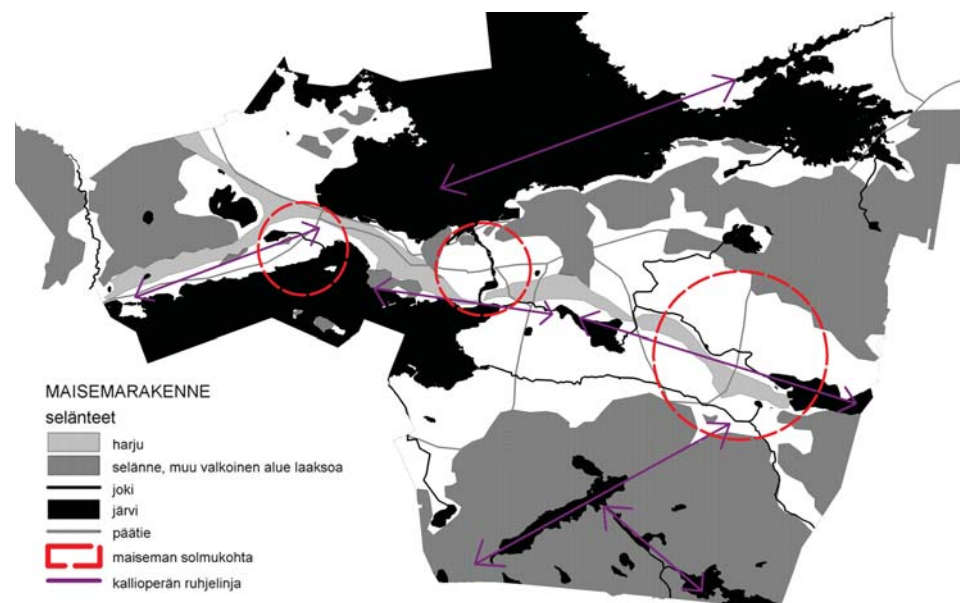 MAISEMARAKENNE
selänteet
harju
selänne, muu valkoinen alue laaksoa
joki
järvi
päätie
maiseman solmukohta
kallioperän ruhjelinja